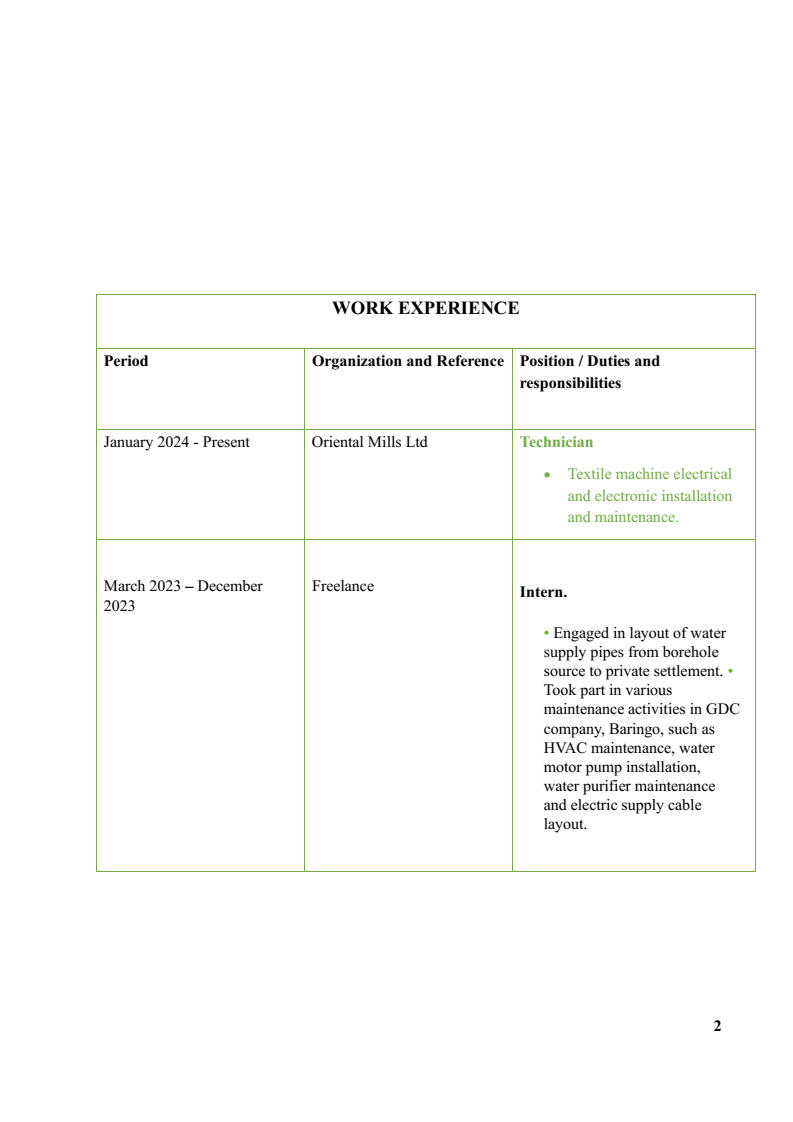 WORK EXPERIENCE
Period
Organization and Reference
Position / Duties and
responsibilities
January 2024 - Present
Oriental Mills Ltd
Technician
• Textile machine electrical
and electronic installation
and maintenance.
March 2023 – December
2023
Freelance
Intern.
• Engaged in layout of water
supply pipes from borehole
source to private settlement. •
Took part in various
maintenance activities in GDC
company, Baringo, such as
HVAC maintenance, water
motor pump installation,
water purifier maintenance
and electric supply cable
layout.
2